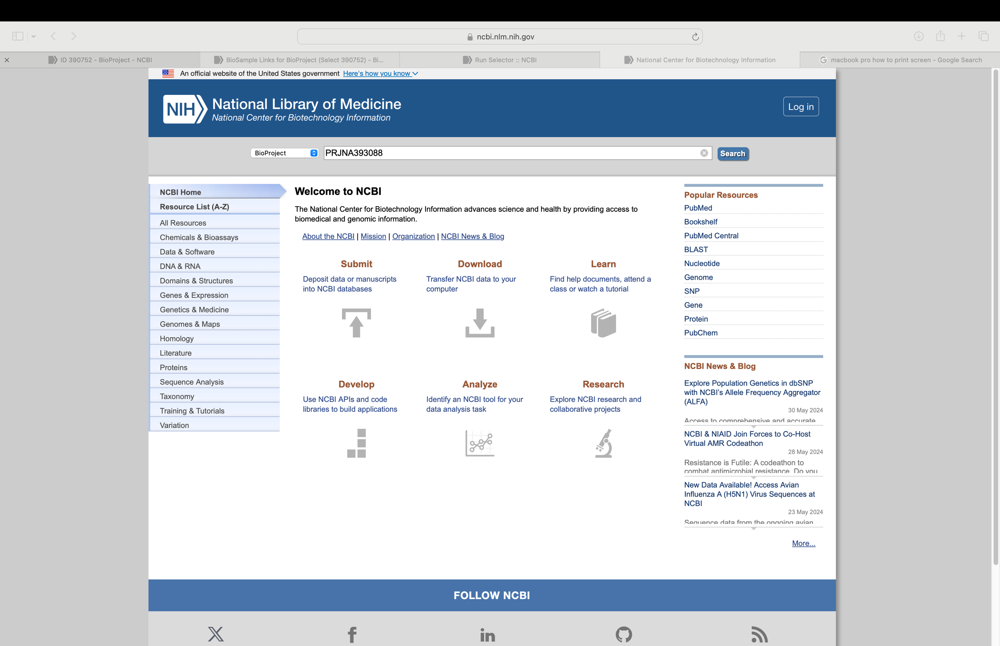 ncbi.nlm.nih.gov
ID 390752 - BioProject - NCBI
BioSample Links for BioProject (Select 390752) - Bi...
Run Selector :: NCBI
National Center for Biotechnology Information
G macbook pro how to print screen - Google Search
An official website of the United States government Here's how you know
NIH National Library of Medicine
National Center for Biotechnology Information
Log in
BioProject
PRJNA393088
Search
NCBI Home
Resource List (A-Z)
All Resources
Chemicals & Bioassays
Data & Software
DNA & RNA
Domains & Structures
Genes & Expression
Genetics & Medicine
Genomes & Maps
Homology
Literature
Proteins
Sequence Analysis
Taxonomy
Training & Tutorials
Variation
Welcome to NCBI
The National Center for Biotechnology Information advances science and health by providing access to
biomedical and genomic information.
About the NCBI | Mission | Organization | NCBI News & Blog
Submit
Deposit data or manuscripts
into NCBI databases
Download
Transfer NCBI data to your
computer
Learn
Find help documents, attend a
class or watch a tutorial
Develop
Use NCBI APIs and code
libraries to build applications
Analyze
Identify an NCBI tool for your
data analysis task
Research
Explore NCBI research and
collaborative projects
Popular Resources
PubMed
Bookshelf
PubMed Central
BLAST
Nucleotide
Genome
SNP
Gene
Protein
PubChem
NCBI News & Blog
Explore Population Genetics in dbSNP
with NCBI's Allele Frequency Aggregator
(ALFA)
30 May 2024
Access to comprehensive and accurate
NCBI & NIAID Join Forces to Co-Host
Virtual AMR Codeathon
28 May 2024
Resistance is Futile: A codeathon to
combat antimicrobial resistance Do you
New Data Available! Access Avian
Influenza A (H5N1) Virus Sequences at
NCBI
23 May 2024
Sequence data from the ongoing avian
More...
FOLLOW NCBI
X
f
in